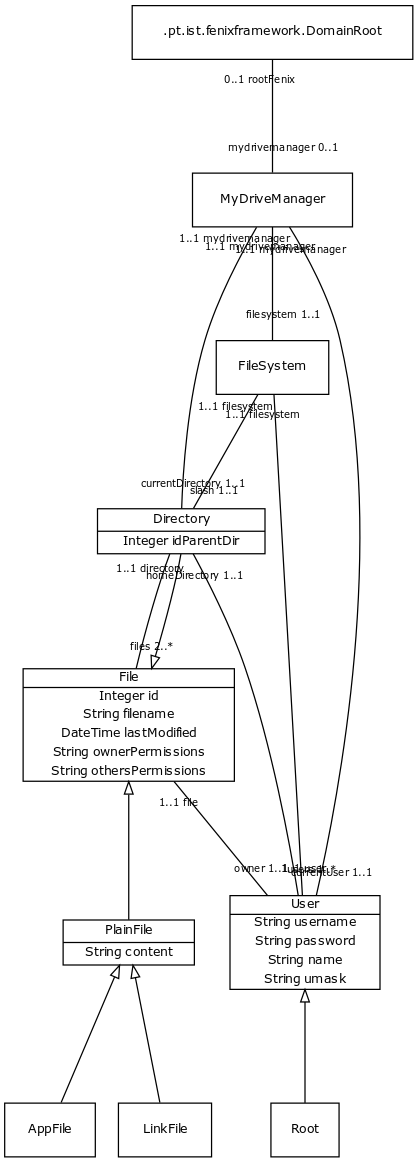 .pt.ist.fenixframework.DomainRoot
0..1 rootFenix
mydrivemanager 0..1
MyDriveManager
1..1 mydrivemanager
1..1 mydrivemanager
1..1 mydrivemanager
filesystem 1..1
FileSystem
1..1 filesystem
1..1 filesystem
currentDirectory 1..1
slash 1..1
Directory
Integer idParentDir
1..1 directory
homeDirectory 1..1
files 2..*
File
Integer id
String filename
DateTime lastModified
String ownerPermissions
String othersPermissions
1..1 file
owner 1..1
currentUser 1..1
User
String username
String password
String name
String umask
PlainFile
String content
AppFile
LinkFile
Root